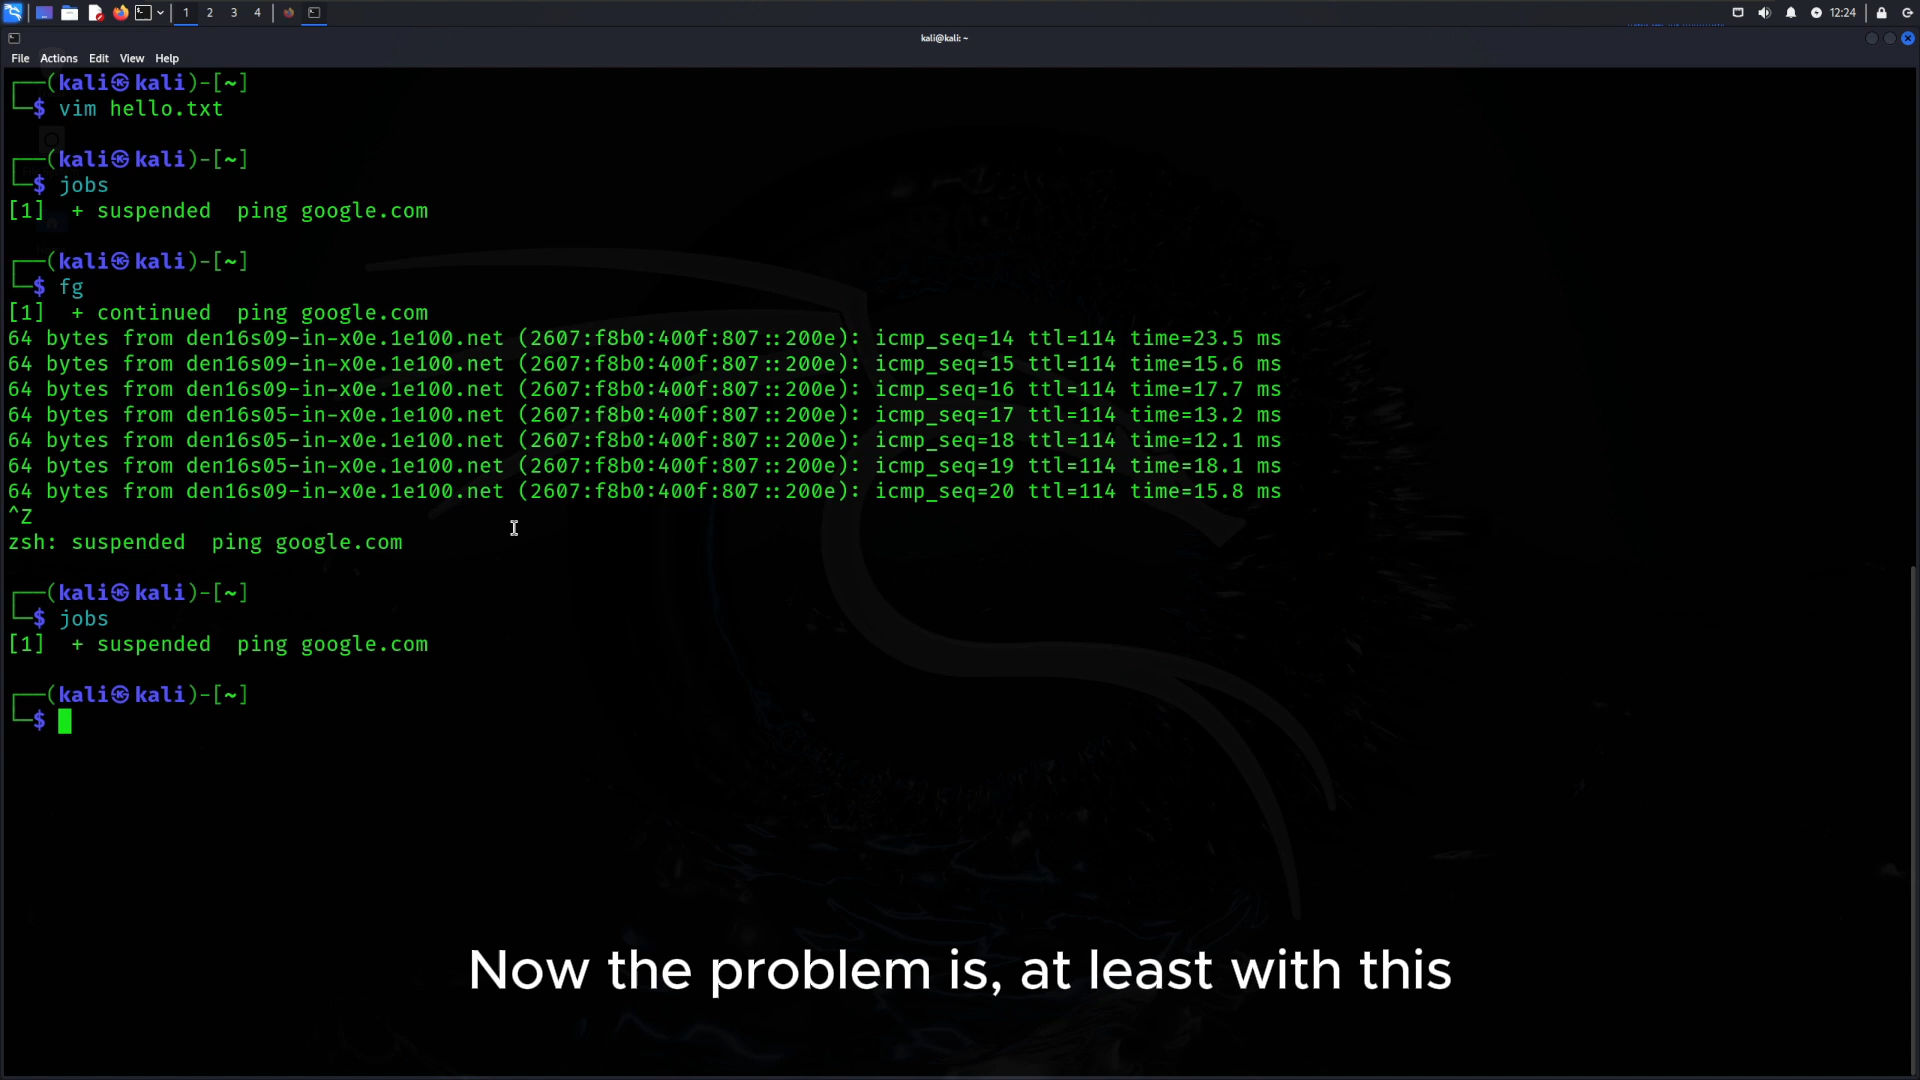 1 2 3 4 12:24
kali@kali: ~
File Actions Edit View Help
┌──(kali㉿kali)-[~]
└─$ vim hello.txt
┌──(kali㉿kali)-[~]
└─$ jobs
[1]  + suspended  ping google.com
┌──(kali㉿kali)-[~]
└─$ fg
[1]  + continued  ping google.com
64 bytes from den16s09-in-x0e.1e100.net (2607:f8b0:400f:807::200e): icmp_seq=14 ttl=114 time=23.5 ms
64 bytes from den16s09-in-x0e.1e100.net (2607:f8b0:400f:807::200e): icmp_seq=15 ttl=114 time=15.6 ms
64 bytes from den16s09-in-x0e.1e100.net (2607:f8b0:400f:807::200e): icmp_seq=16 ttl=114 time=17.7 ms
64 bytes from den16s05-in-x0e.1e100.net (2607:f8b0:400f:807::200e): icmp_seq=17 ttl=114 time=13.2 ms
64 bytes from den16s05-in-x0e.1e100.net (2607:f8b0:400f:807::200e): icmp_seq=18 ttl=114 time=12.1 ms
64 bytes from den16s05-in-x0e.1e100.net (2607:f8b0:400f:807::200e): icmp_seq=19 ttl=114 time=18.1 ms
64 bytes from den16s09-in-x0e.1e100.net (2607:f8b0:400f:807::200e): icmp_seq=20 ttl=114 time=15.8 ms
^Z
zsh: suspended  ping google.com
┌──(kali㉿kali)-[~]
└─$ jobs
[1]  + suspended  ping google.com
┌──(kali㉿kali)-[~]
└─$
Now the problem is, at least with this